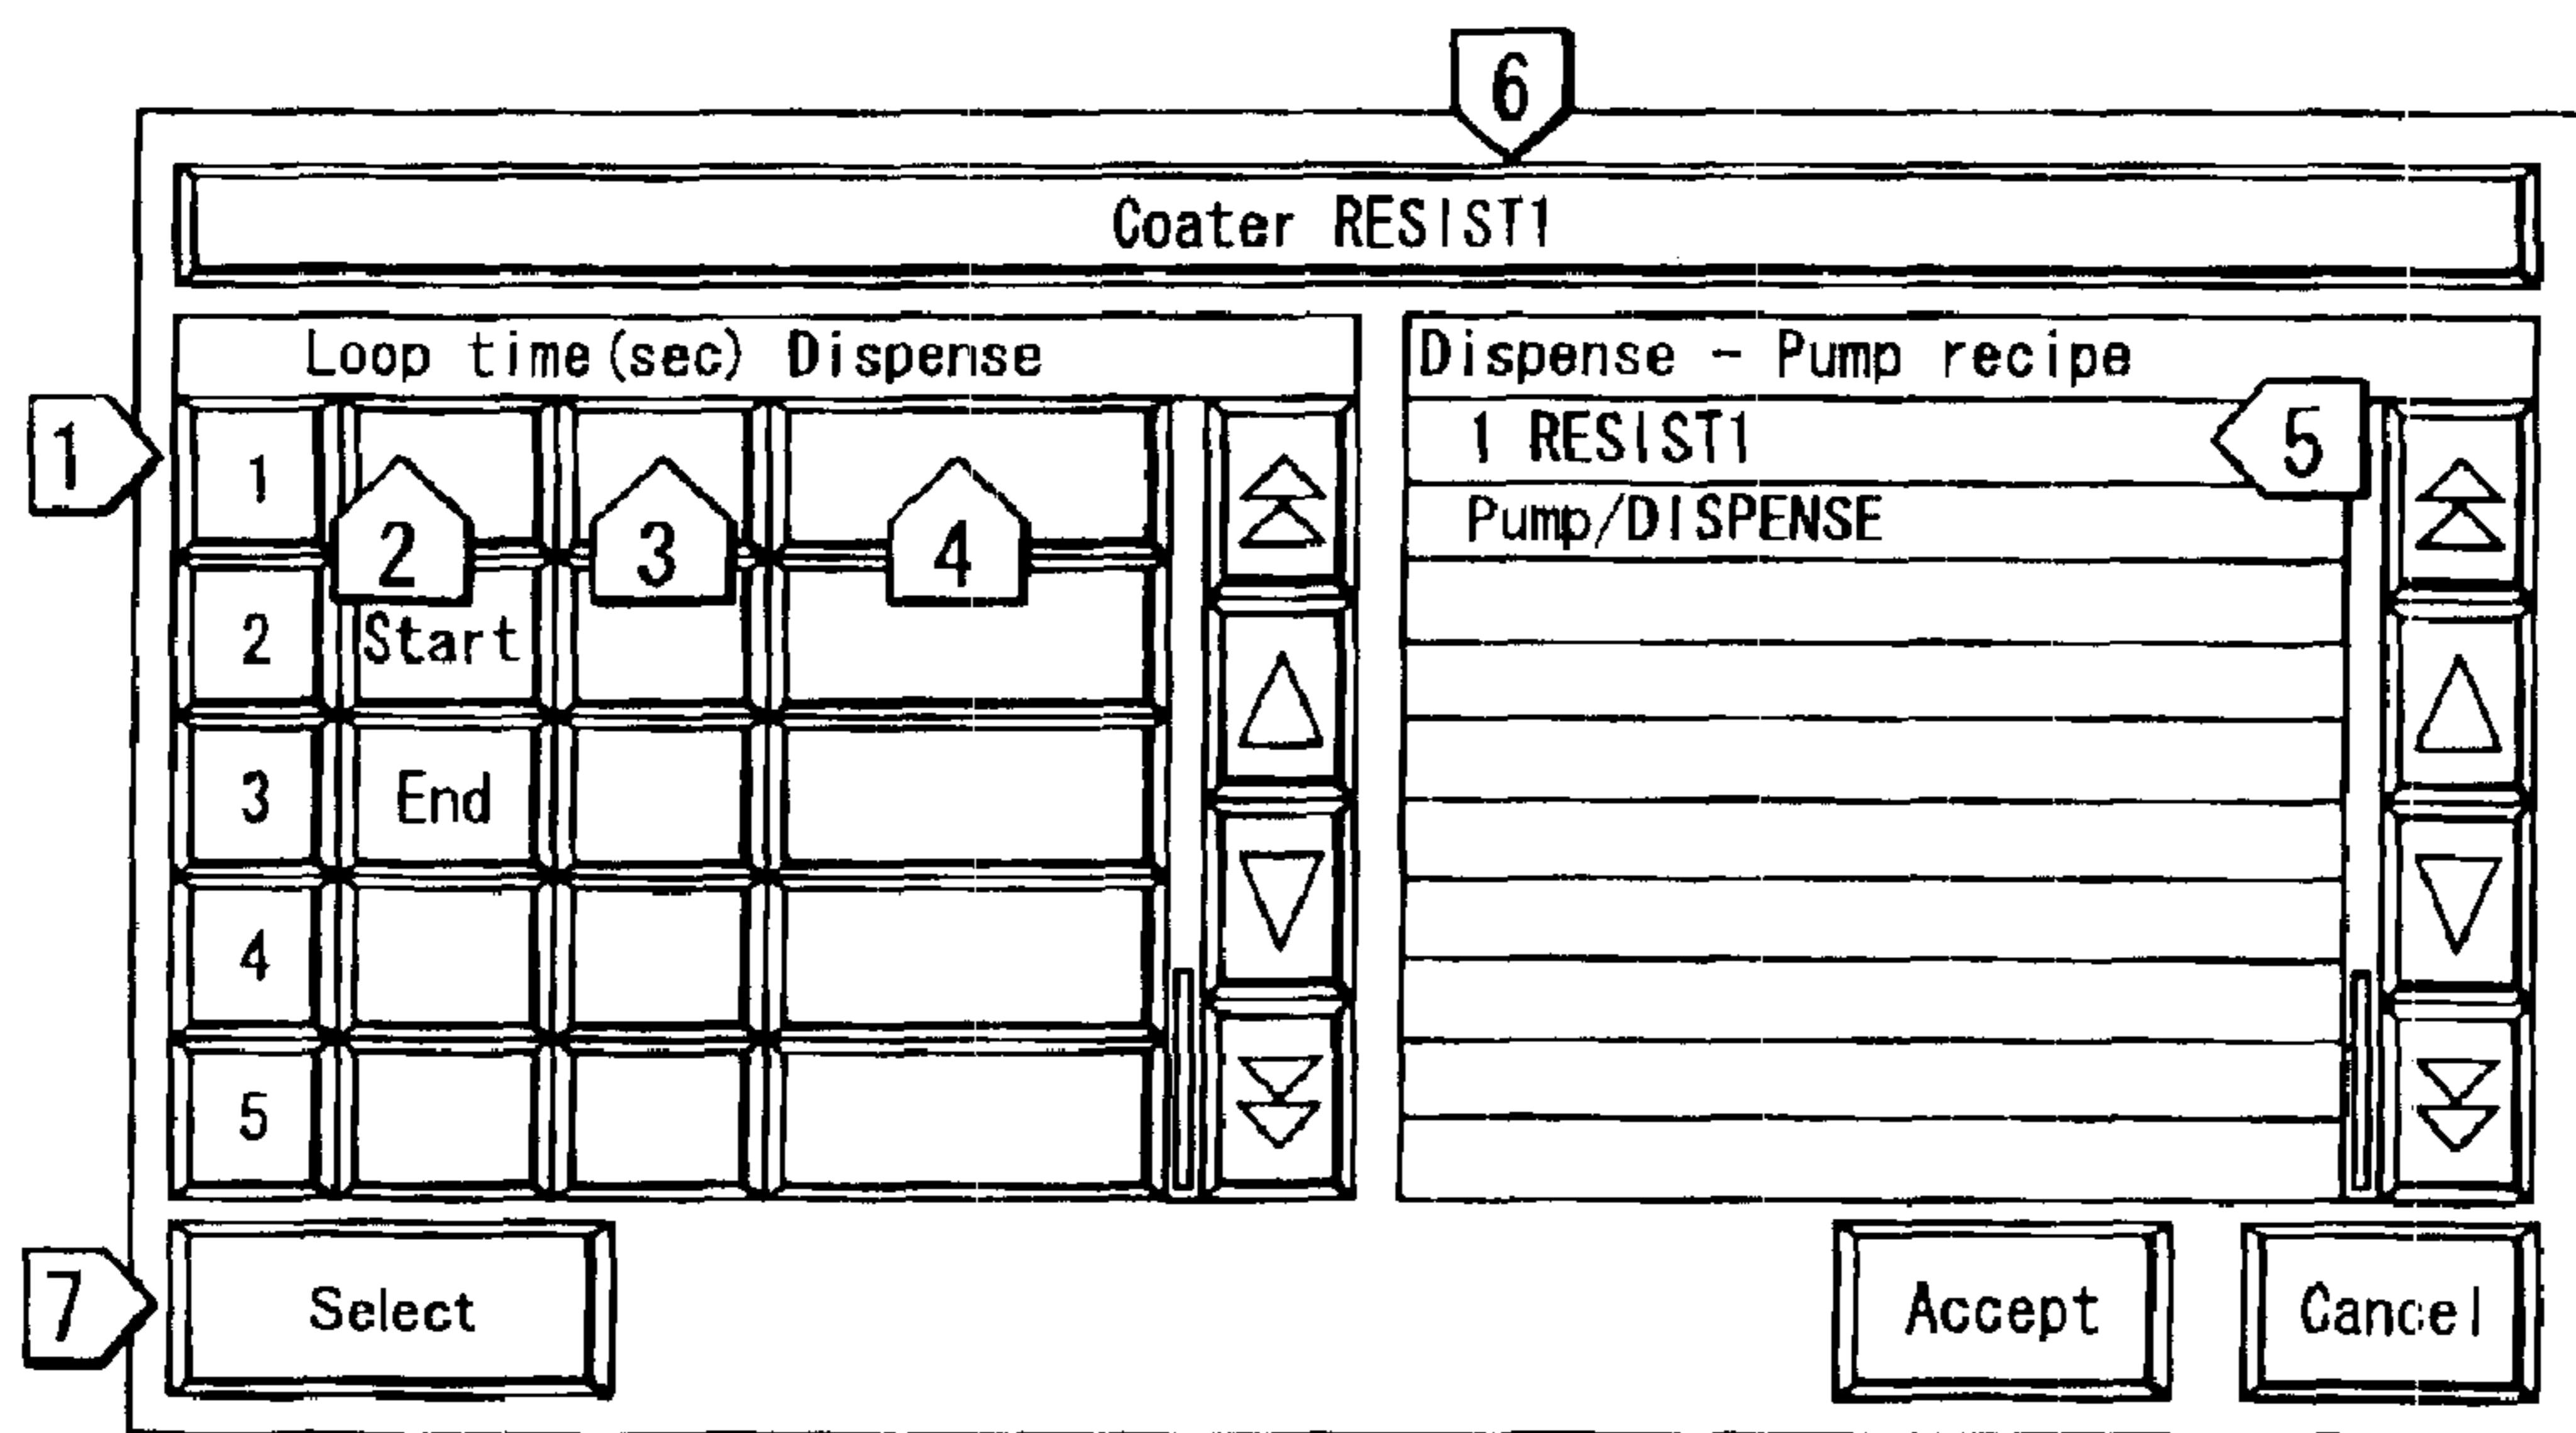 6
Coater RESIST1
Loop time(sec) Dispense
Dispense - Pump recipe
1
1
2
3
4
2 Start
3 End
4
5
1 RESIST1
5
Pump/DISPENSE
7
Select
Accept
Cancel